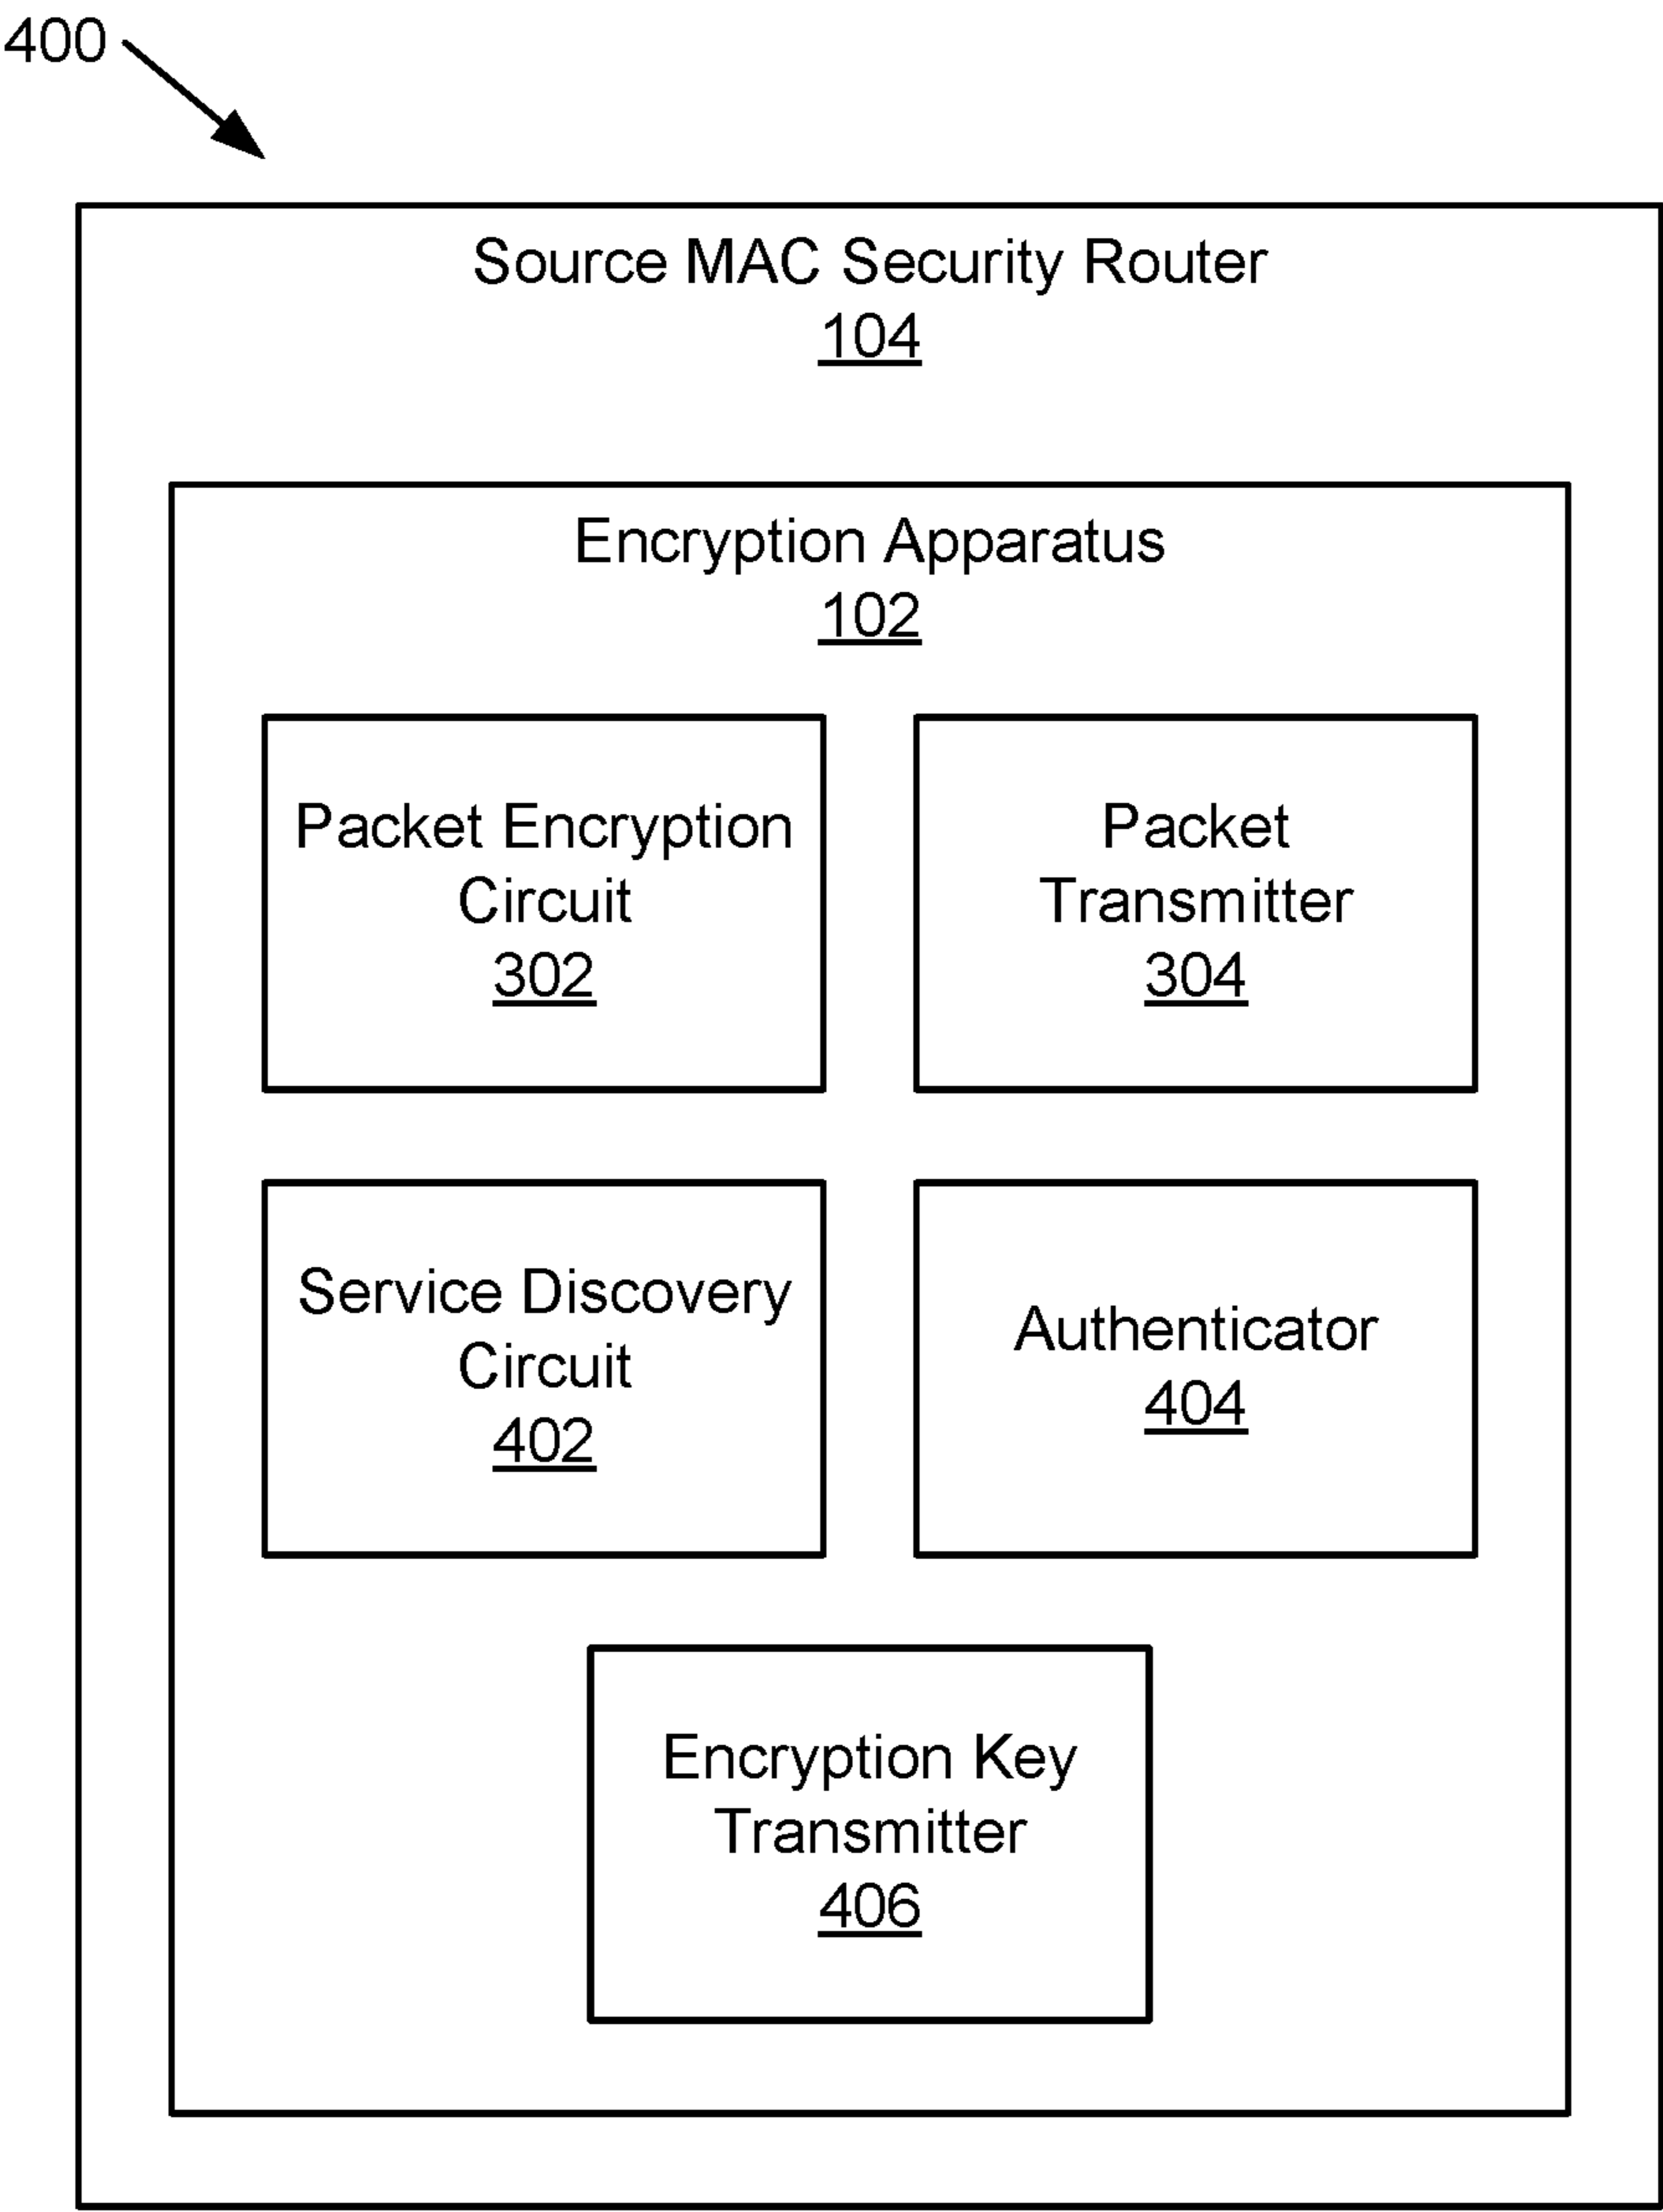 400
Source MAC Security Router
104
Encryption Apparatus
102
Packet Encryption
Circuit
302
Packet
Transmitter
304
Service Discovery
Circuit
402
Authenticator
404
Encryption Key
Transmitter
406